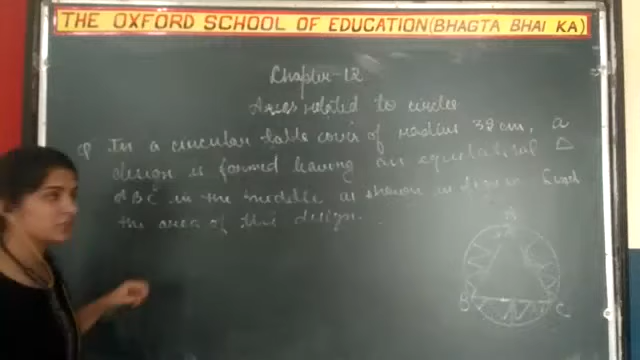 THE OXFORD SCHOOL OF EDUCATION(BHAGTA BHAI KA)
Chapter-12
Areas related to circles
Q In a circular table cover of radius 32 cm, a
design is formed leaving an equilateral Δ
ABC in the middle as shown in figure. Find
the area of this design.
A
B C